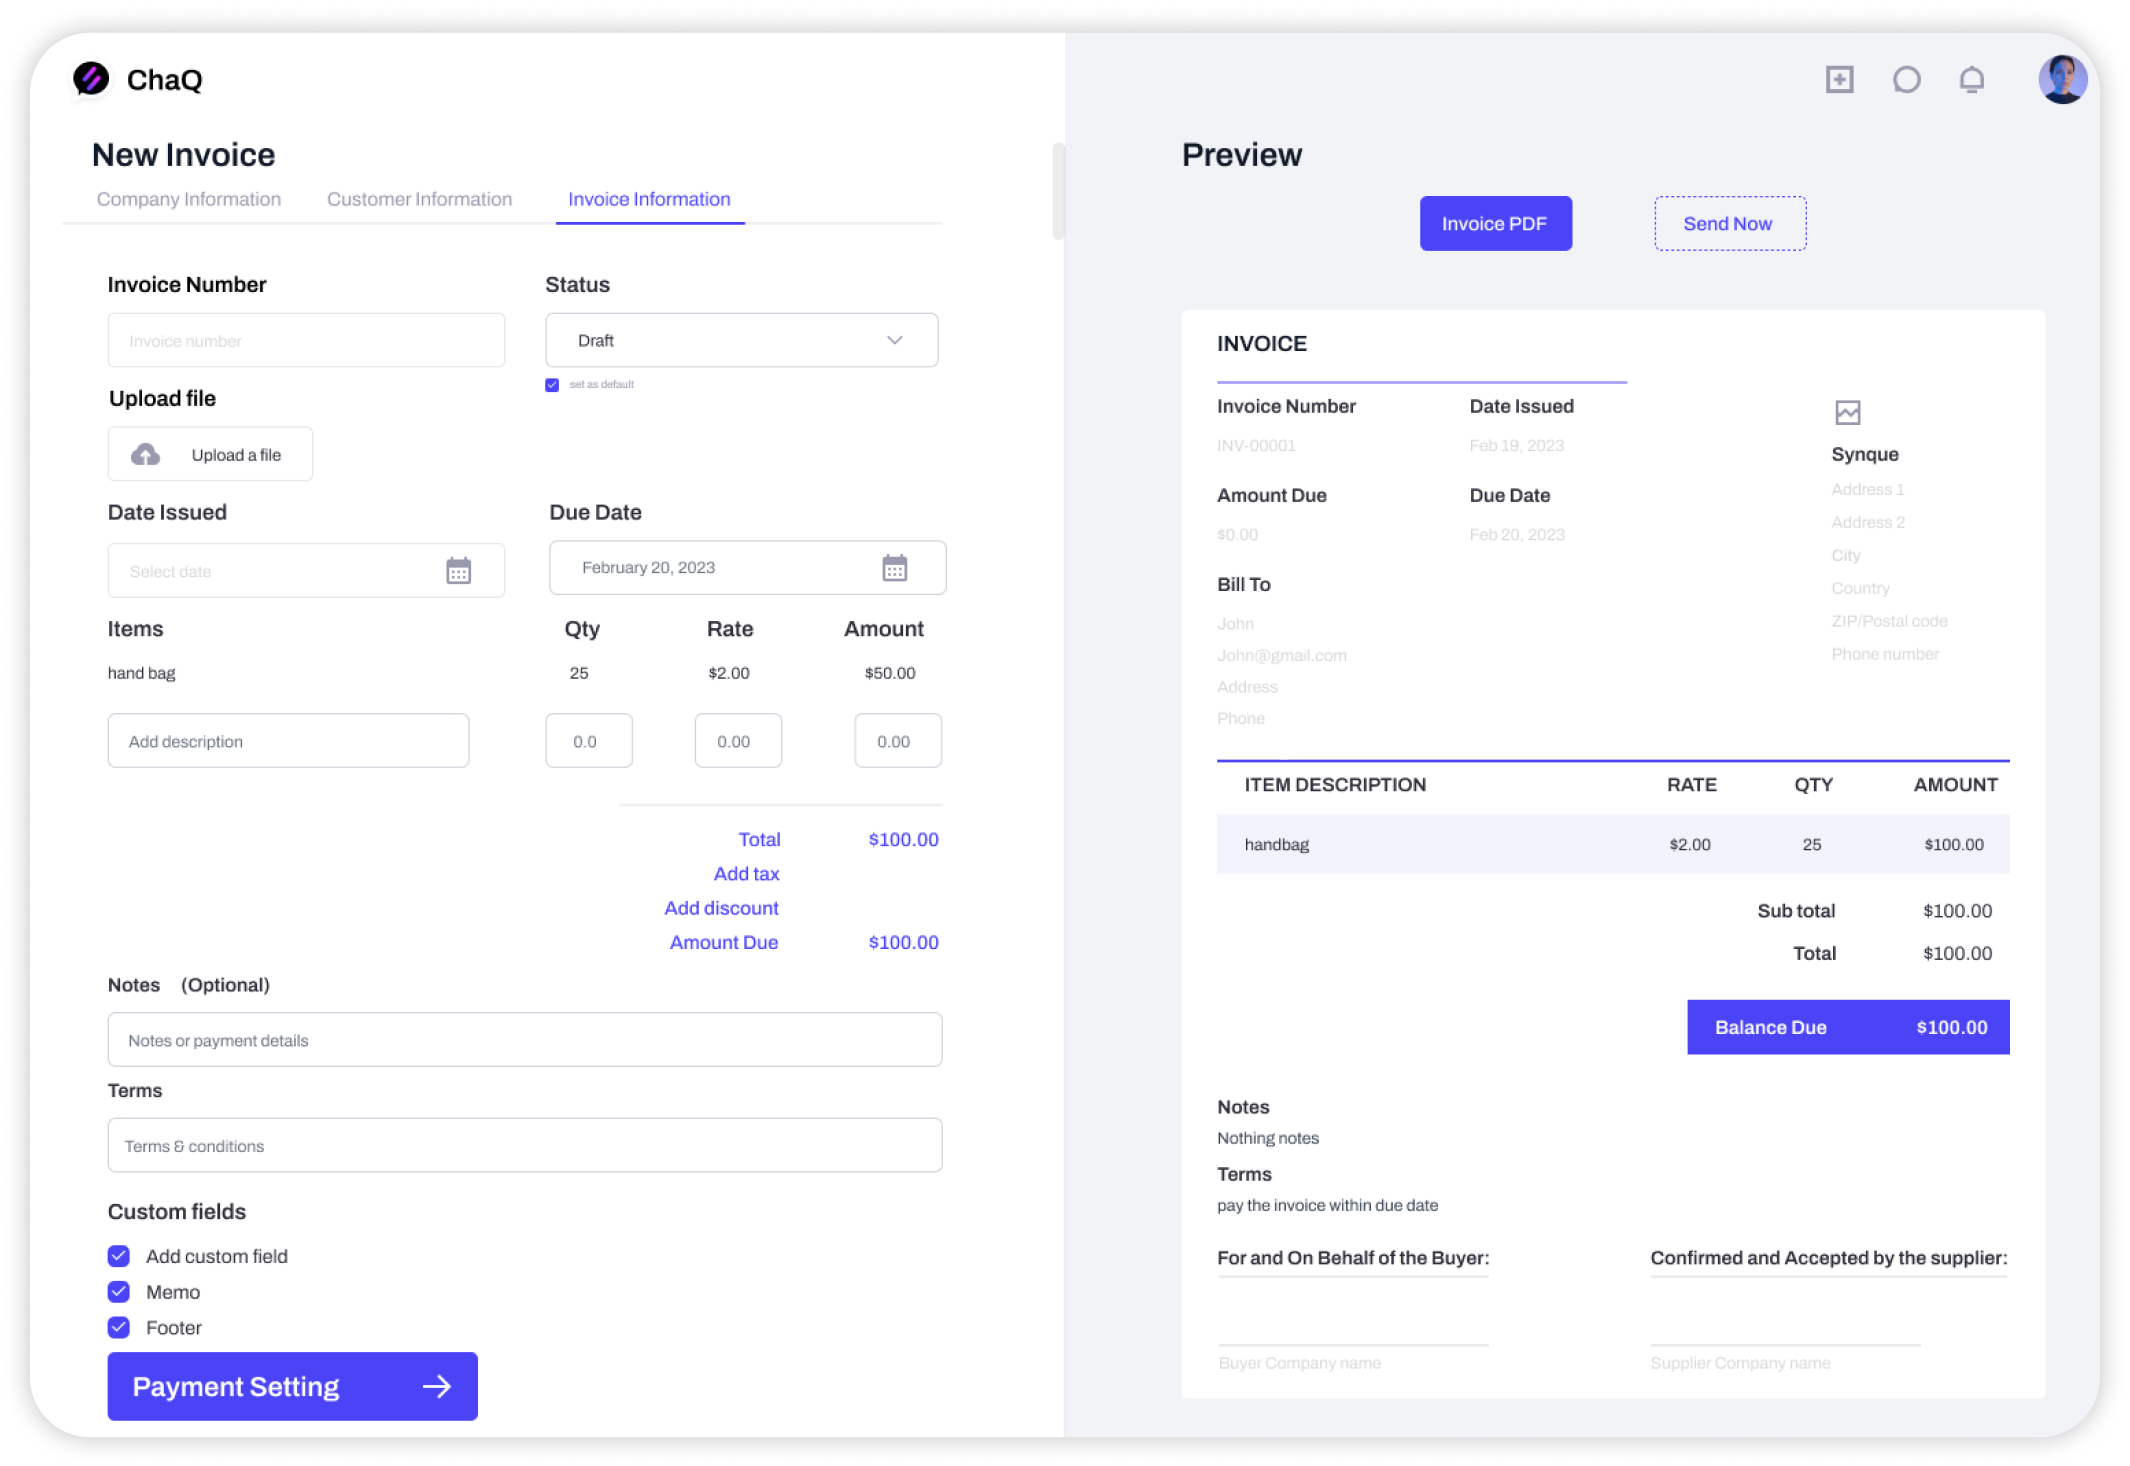 ChaQ
New Invoice
Company Information Customer Information Invoice Information
Invoice Number Status
Invoice number Draft
set as default
Upload file
Upload a file
Date Issued Due Date
Select date February 20, 2023
Items Qty Rate Amount
hand bag 25 $2.00 $50.00
Add description 0.0 0.00 0.00
Total $100.00
Add tax
Add discount
Amount Due $100.00
Notes (Optional)
Notes or payment details
Terms
Terms & conditions
Custom fields
Add custom field
Memo
Footer
Payment Setting
Preview
Invoice PDF Send Now
INVOICE
Invoice Number Date Issued
INV-00001 Feb 19, 2023
Amount Due Due Date
$0.00 Feb 20, 2023
Bill To
John
John@gmail.com
Address
Phone
Synque
Address 1
Address 2
City
Country
ZIP/Postal code
Phone number
ITEM DESCRIPTION RATE QTY AMOUNT
handbag $2.00 25 $100.00
Sub total $100.00
Total $100.00
Balance Due $100.00
Notes
Nothing notes
Terms
pay the invoice within due date
For and On Behalf of the Buyer: Confirmed and Accepted by the supplier:
Buyer Company name Supplier Company name